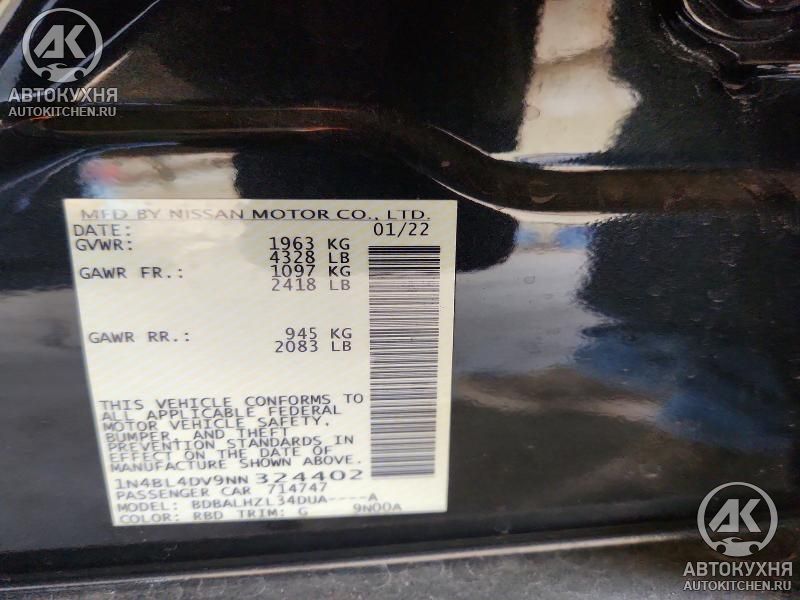 AK
АВТОКУХНЯ
AUTOKITCHEN.RU
MFD BY NISSAN MOTOR CO., LTD.
DATE: 01/22
GVWR: 1963 KG
4328 LB
GAWR FR.: 1097 KG
2418 LB
GAWR RR.: 945 KG
2083 LB
THIS VEHICLE CONFORMS TO
ALL APPLICABLE FEDERAL
MOTOR VEHICLE SAFETY,
BUMPER, AND THEFT
PREVENTION STANDARDS IN
EFFECT ON THE DATE OF
MANUFACTURE SHOWN ABOVE.
1N4BL4DV9NN324402
PASSENGER CAR 714747
MODEL: BDBALHZL34DUA----A
COLOR: RBD TRIM: G 9N00A
AK
АВТОКУХНЯ
AUTOKITCHEN.RU